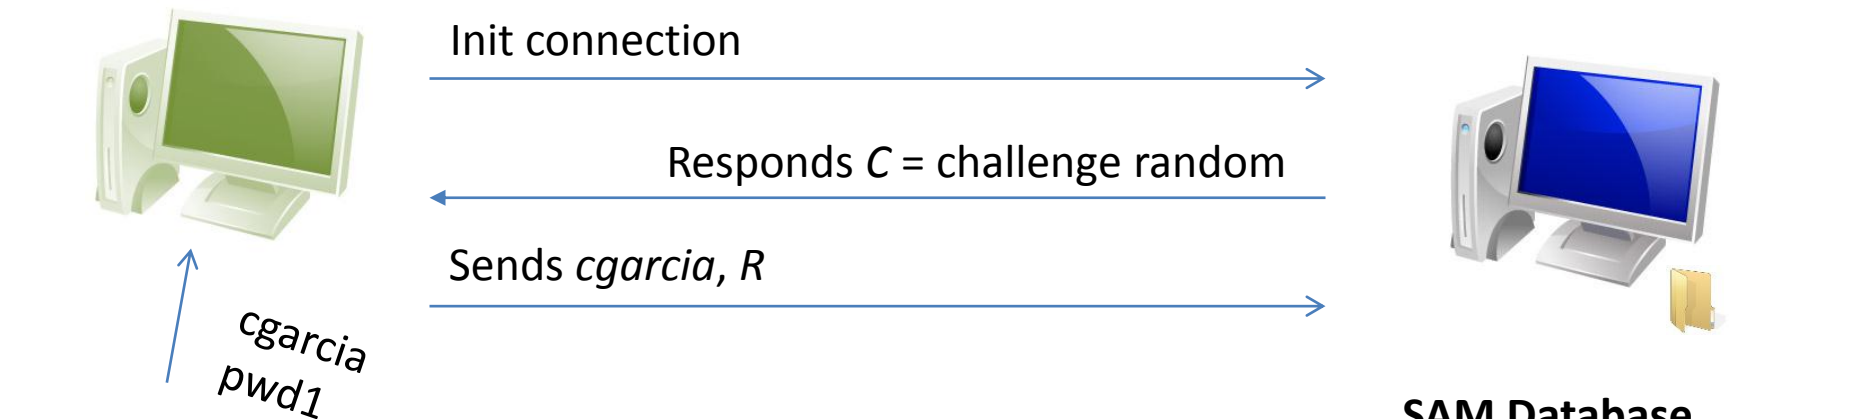 Init connection
Responds C = challenge random
Sends cgarcia, R
cgarcia
pwd1
SAM Database